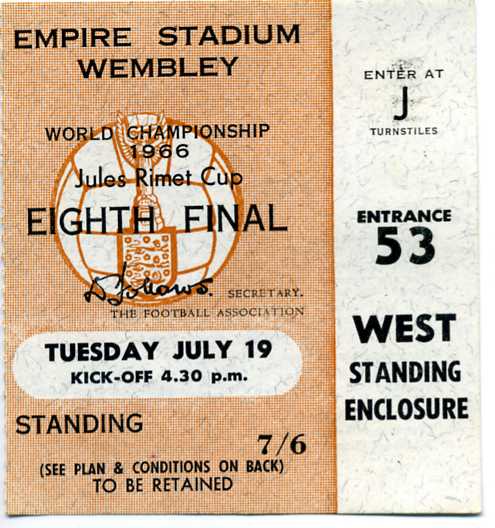 EMPIRE STADIUM
WEMBLEY
WORLD CHAMPIONSHIP
1966
Jules Rimet Cup
EIGHTH FINAL
D Follows. SECRETARY.
THE FOOTBALL ASSOCIATION
TUESDAY JULY 19
KICK-OFF 4.30 p.m.
STANDING
7/6
(SEE PLAN & CONDITIONS ON BACK)
TO BE RETAINED
ENTER AT
J
TURNSTILES
ENTRANCE
53
WEST
STANDING
ENCLOSURE